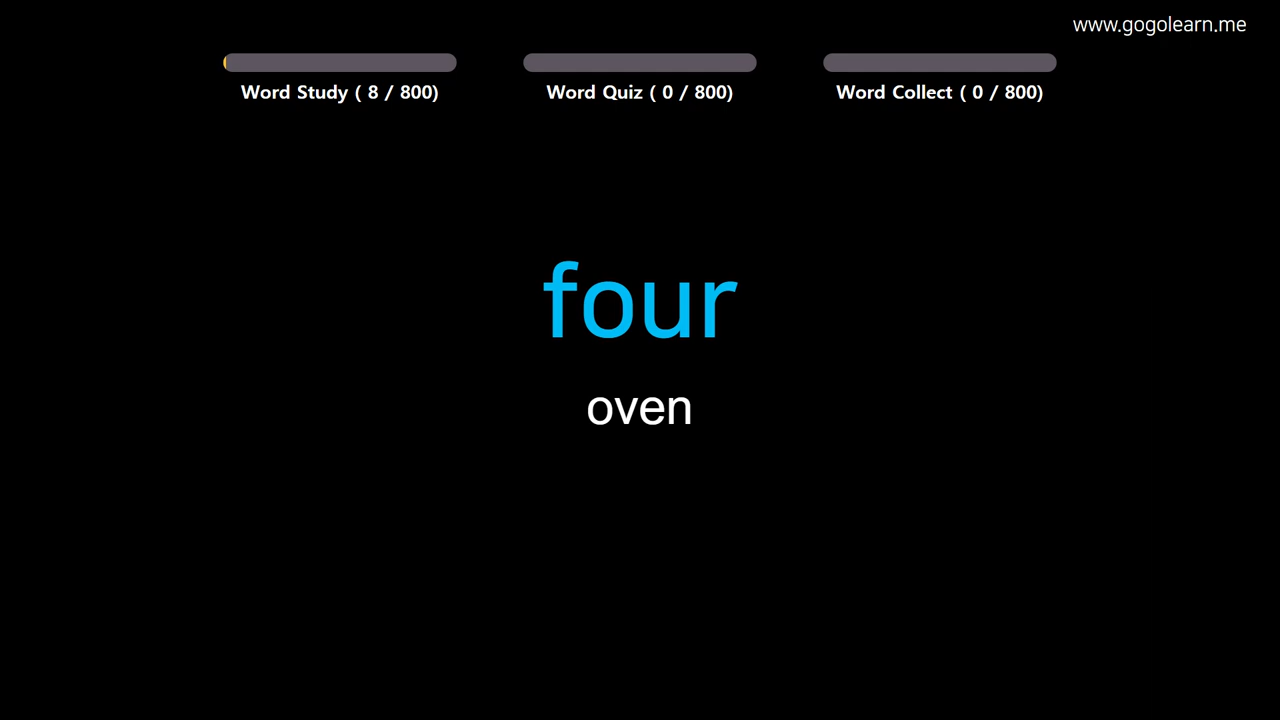 www.gogolearn.me
Word Study ( 8 / 800)
Word Quiz ( 0 / 800)
Word Collect ( 0 / 800)
four
oven